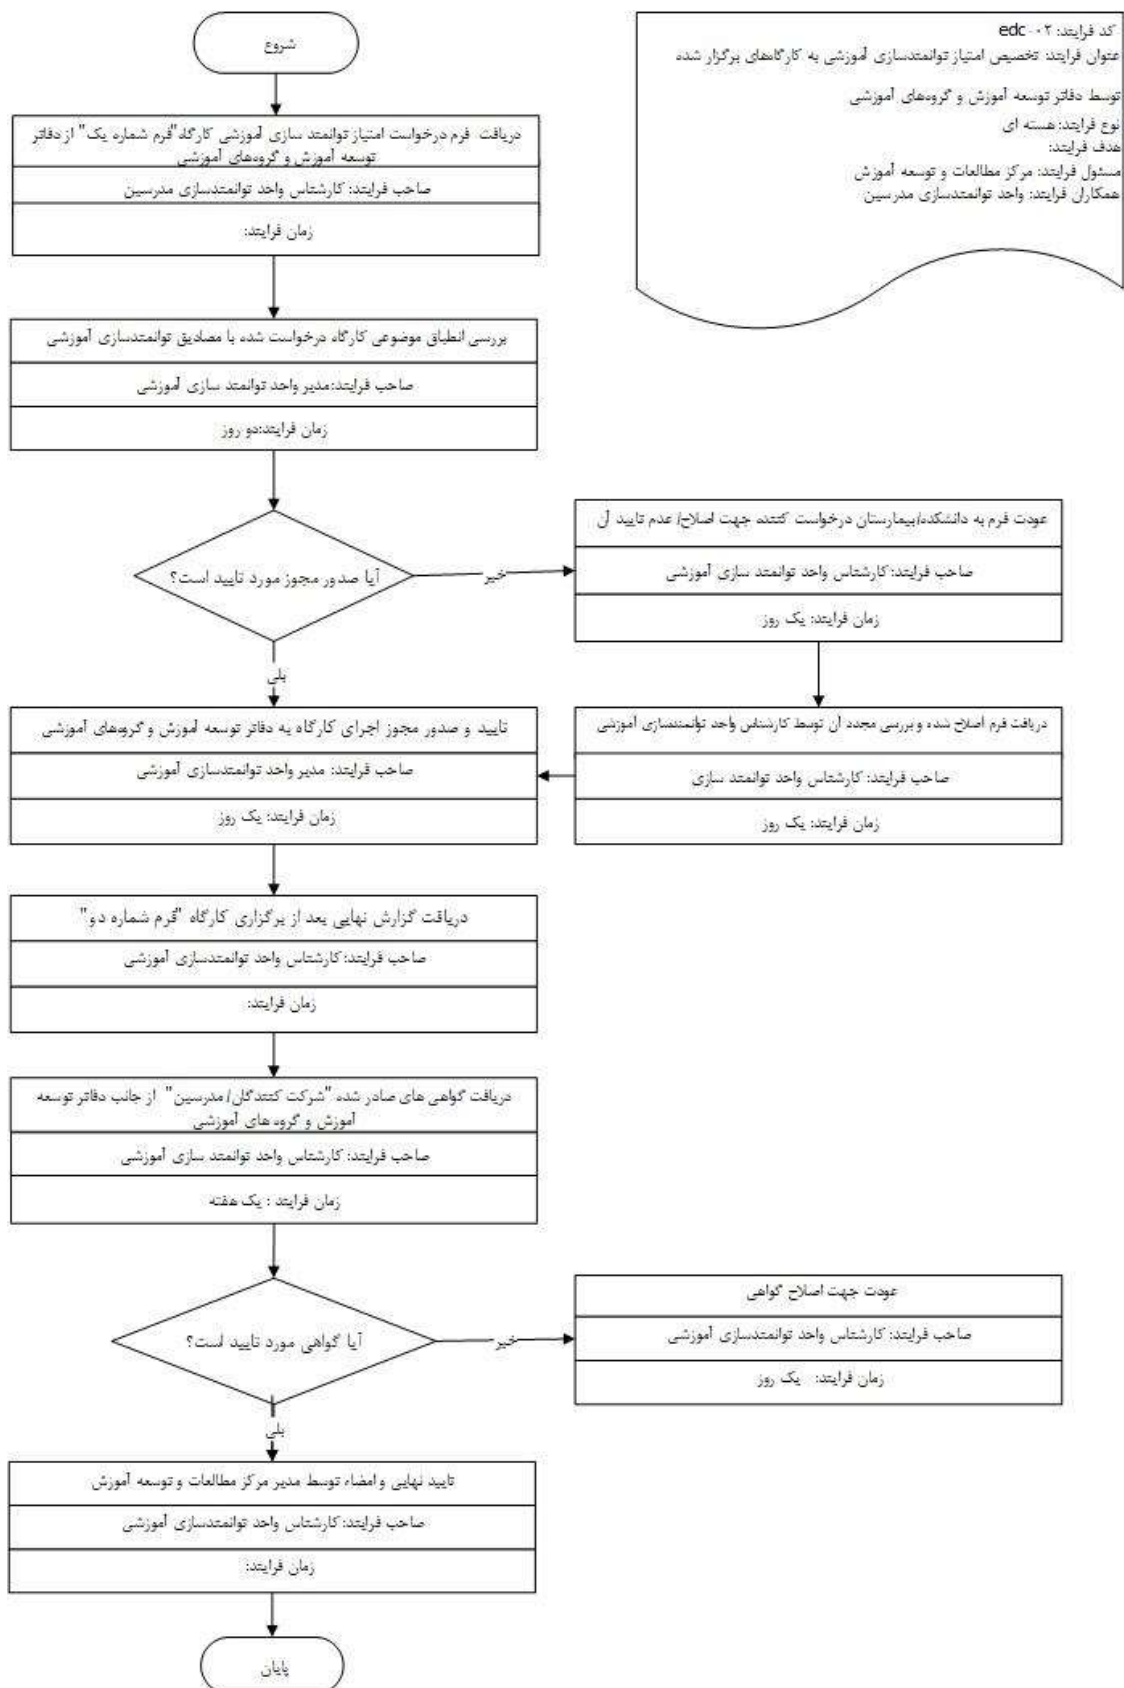 کد فرایند: edc-۰۲
عنوان فرایند: تخصیص امتیاز توانمندسازی آموزشی به کارگاههای برگزار شده
توسط دفاتر توسعه آموزش و گروههای آموزشی
نوع فرایند: هسته ای
هدف فرایند:
مسئول فرایند: مرکز مطالعات و توسعه آموزش
همکاران فرایند: واحد توانمندسازی مدرسین
شروع
دریافت فرم درخواست امتیاز توانمند سازی آموزشی کارگاه"فرم شماره یک" از دفاتر
توسعه آموزش و گروههای آموزشی
صاحب فرایند: کارشناس واحد توانمندسازی مدرسین
زمان فرایند:
بررسی انطباق موضوعی کارگاه درخواست شده با مصادیق توانمندسازی آموزشی
صاحب فرایند:مدیر واحد توانمند سازی آموزشی
زمان فرایند:دو روز
آیا صدور مجوز مورد تایید است؟
خیر
عودت فرم به دانشکده/بیمارستان درخواست کننده جهت اصلاح/ عدم تایید آن
صاحب فرایند: کارشناس واحد توانمند سازی آموزشی
زمان فرایند: یک روز
دریافت فرم اصلاح شده و بررسی مجدد آن توسط کارشناس واحد توانمندسازی آموزشی
صاحب فرایند: کارشناس واحد توانمند سازی
زمان فرایند: یک روز
بلی
تایید و صدور مجوز اجرای کارگاه به دفاتر توسعه آموزش و گروههای آموزشی
صاحب فرایند: مدیر واحد توانمندسازی آموزشی
زمان فرایند: یک روز
دریافت گزارش نهایی بعد از برگزاری کارگاه "فرم شماره دو"
صاحب فرایند: کارشناس واحد توانمندسازی آموزشی
زمان فرایند:
دریافت گواهی های صادر شده "شرکت کنندگان/ مدرسین" از جانب دفاتر توسعه
آموزش و گروه های آموزشی
صاحب فرایند: کارشناس واحد توانمند سازی آموزشی
زمان فرایند : یک هفته
آیا گواهی مورد تایید است؟
خیر
عودت جهت اصلاح گواهی
صاحب فرایند: کارشناس واحد توانمندسازی آموزشی
زمان فرایند: یک روز
بلی
تایید نهایی و امضاء توسط مدیر مرکز مطالعات و توسعه آموزش
صاحب فرایند: کارشناس واحد توانمندسازی آموزشی
زمان فرایند:
پایان